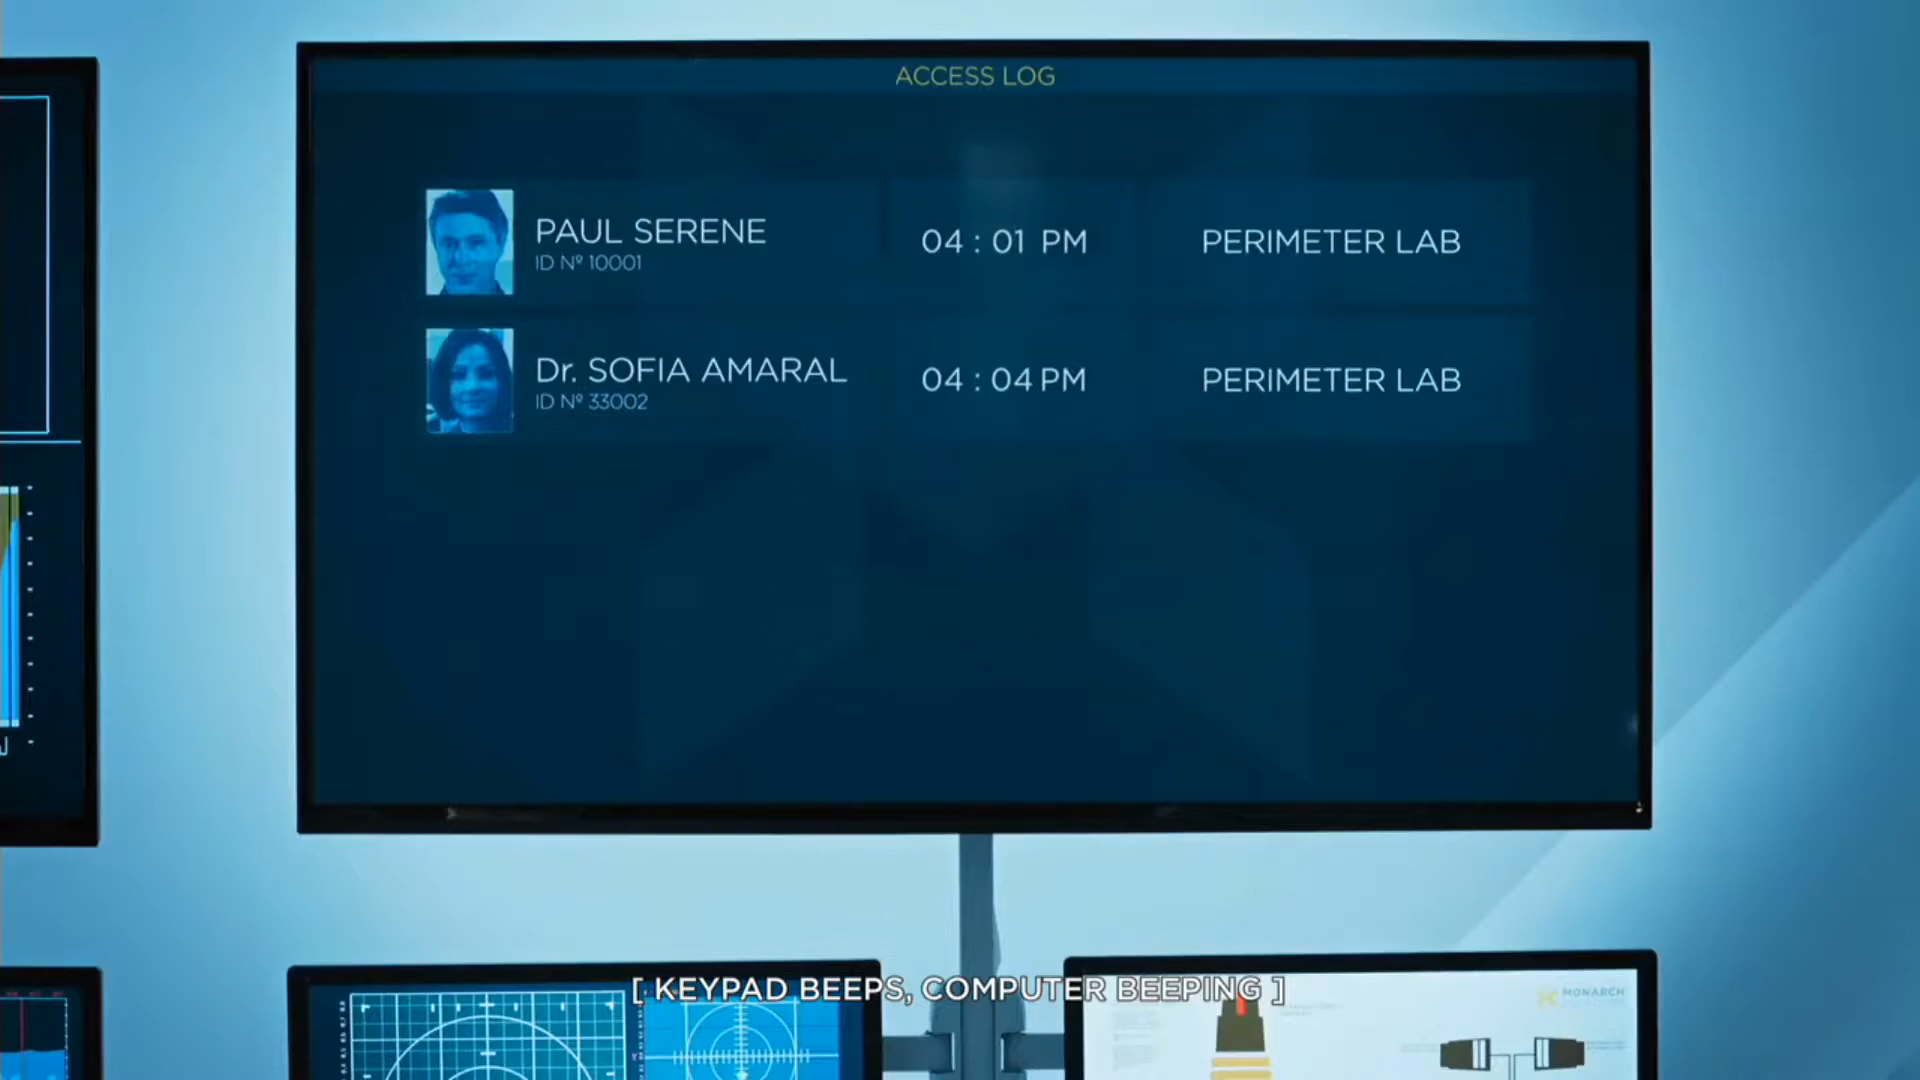 ACCESS LOG
PAUL SERENE
ID Nº 10001
04 : 01 PM
PERIMETER LAB
Dr. SOFIA AMARAL
ID Nº 33002
04 : 04 PM
PERIMETER LAB
[ KEYPAD BEEPS, COMPUTER BEEPING ]
MONARCH